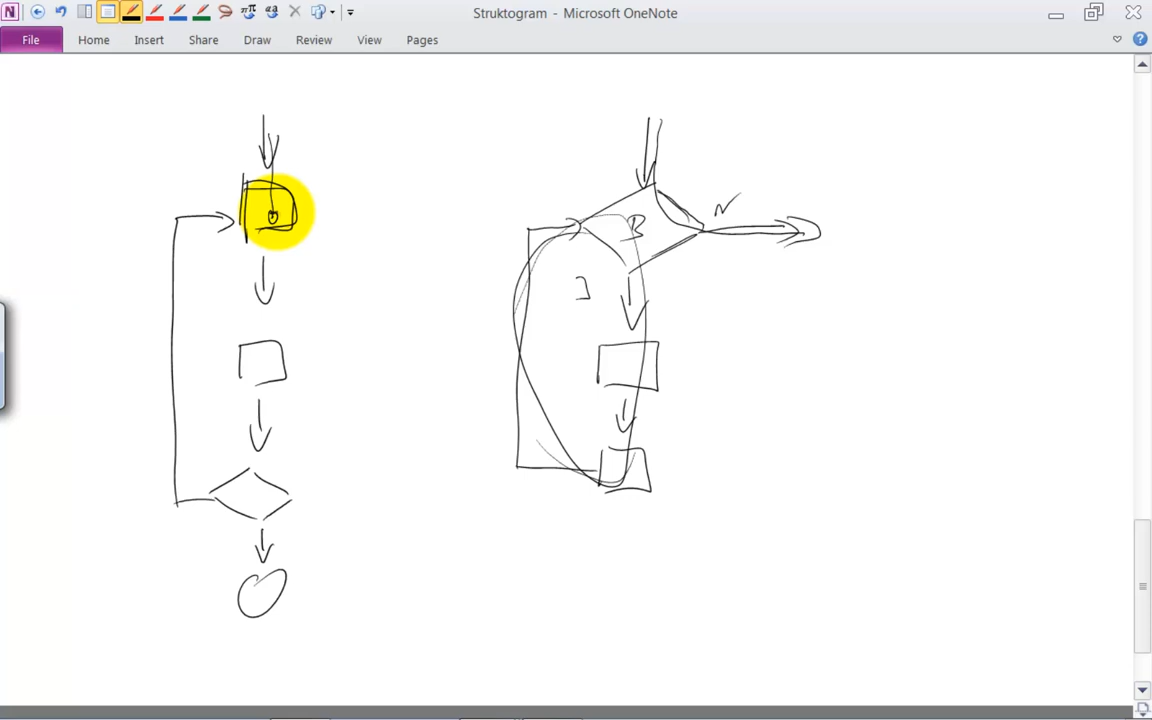 Struktogram - Microsoft OneNote
File Home Insert Share Draw Review View Pages
N
B
J